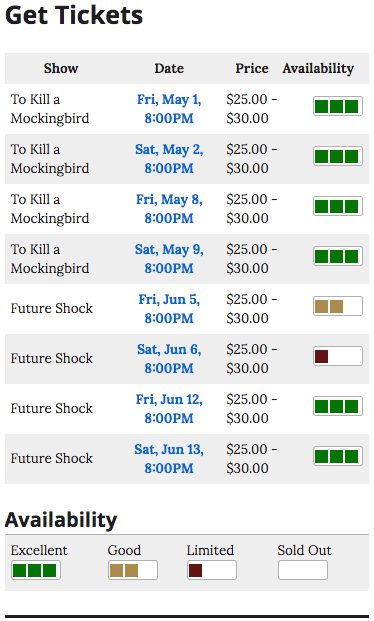 Get Tickets
Show Date Price Availability
To Kill a Fri, May 1, $25.00 -
Mockingbird 8:00PM $30.00
To Kill a Sat, May 2, $25.00 -
Mockingbird 8:00PM $30.00
To Kill a Fri, May 8, $25.00 -
Mockingbird 8:00PM $30.00
To Kill a Sat, May 9, $25.00 -
Mockingbird 8:00PM $30.00
Future Shock Fri, Jun 5, $25.00 -
8:00PM $30.00
Future Shock Sat, Jun 6, $25.00 -
8:00PM $30.00
Future Shock Fri, Jun 12, $25.00 -
8:00PM $30.00
Future Shock Sat, Jun 13, $25.00 -
8:00PM $30.00
Availability
Excellent Good Limited Sold Out